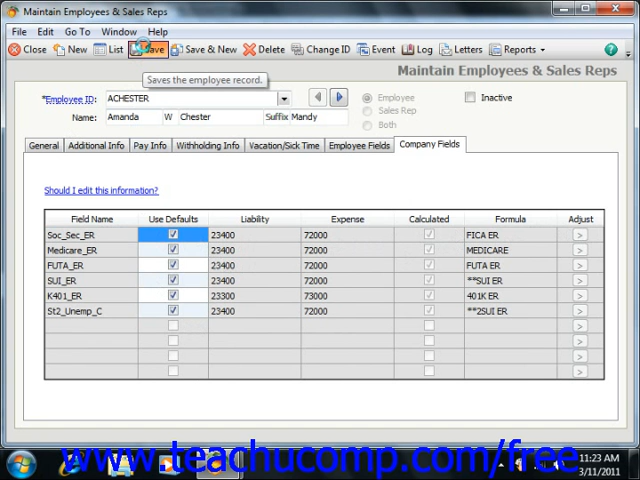 Maintain Employees & Sales Reps
File Edit Go To Window Help
Close New List Save Save & New Delete Change ID Event Log Letters Reports
Saves the employee record.
Maintain Employees & Sales Reps
*Employee ID: ACHESTER Employee Inactive
Sales Rep
Name: Amanda W Chester Suffix Mandy
Both
General Additional Info Pay Info Withholding Info Vacation/Sick Time Employee Fields Company Fields
Should I edit this information?
Field Name Use Defaults Liability Expense Calculated Formula Adjust
Soc_Sec_ER 23400 72000 FICA ER >
Medicare_ER 23400 72000 MEDICARE >
FUTA_ER 23400 72000 FUTA ER >
SUI_ER 23400 72000 **SUI ER >
K401_ER 23300 73000 401K ER >
St2_Unemp_C 23400 72000 **2SUI ER >
>
>
>
>
www.teachucomp.com/free
11:23 AM
3/11/2011